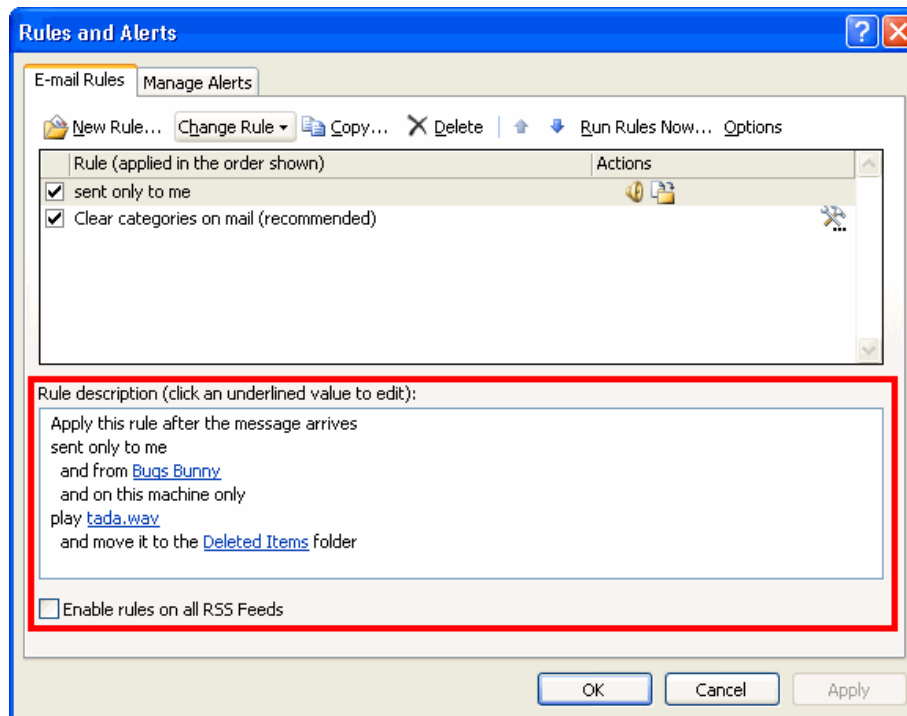 Rules and Alerts
E-mail Rules Manage Alerts
New Rule... Change Rule Copy... Delete Run Rules Now... Options
Rule (applied in the order shown) Actions
sent only to me
Clear categories on mail (recommended)
Rule description (click an underlined value to edit):
Apply this rule after the message arrives
sent only to me
and from Bugs Bunny
and on this machine only
play tada.wav
and move it to the Deleted Items folder
Enable rules on all RSS Feeds
OK Cancel Apply